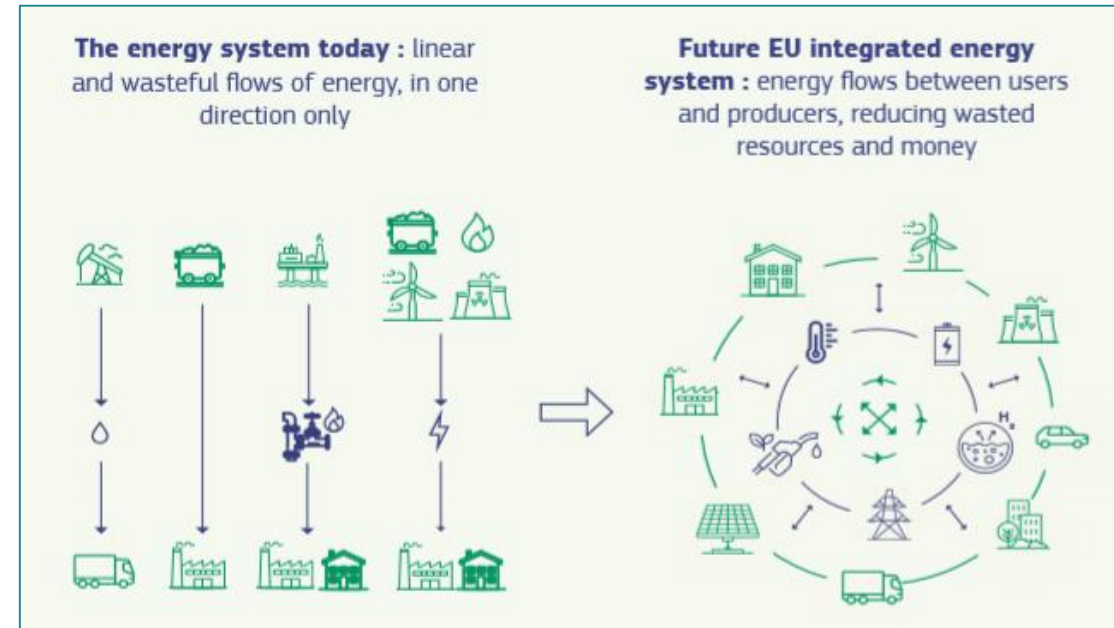 The energy system today : linear
and wasteful flows of energy, in one
direction only
Future EU integrated energy
system : energy flows between users
and producers, reducing wasted
resources and money
H₂